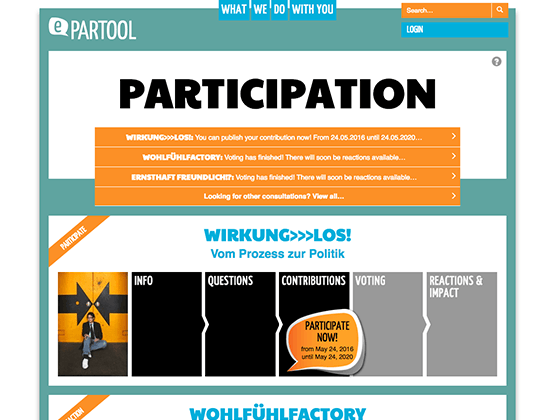 WHAT WE DO WITH YOU
Search...
LOGIN
e PARTOOL
?
PARTICIPATION
WIRKUNG>>>LOS!: You can publish your contribution now! From 24.05.2016 until 24.05.2020...
WOHLFÜHLFACTORY: Voting has finished! There will soon be reactions available...
ERNSTHAFT FREUNDLICH!?: Voting has finished! There will soon be reactions available...
Looking for other consultations? View all...
PARTICIPATE
WIRKUNG>>>LOS!
Vom Prozess zur Politik
INFO
QUESTIONS
CONTRIBUTIONS
VOTING
REACTIONS &
IMPACT
PARTICIPATE
NOW!
from May 24, 2016
until May 24, 2020
WOHLFÜHLFACTORY